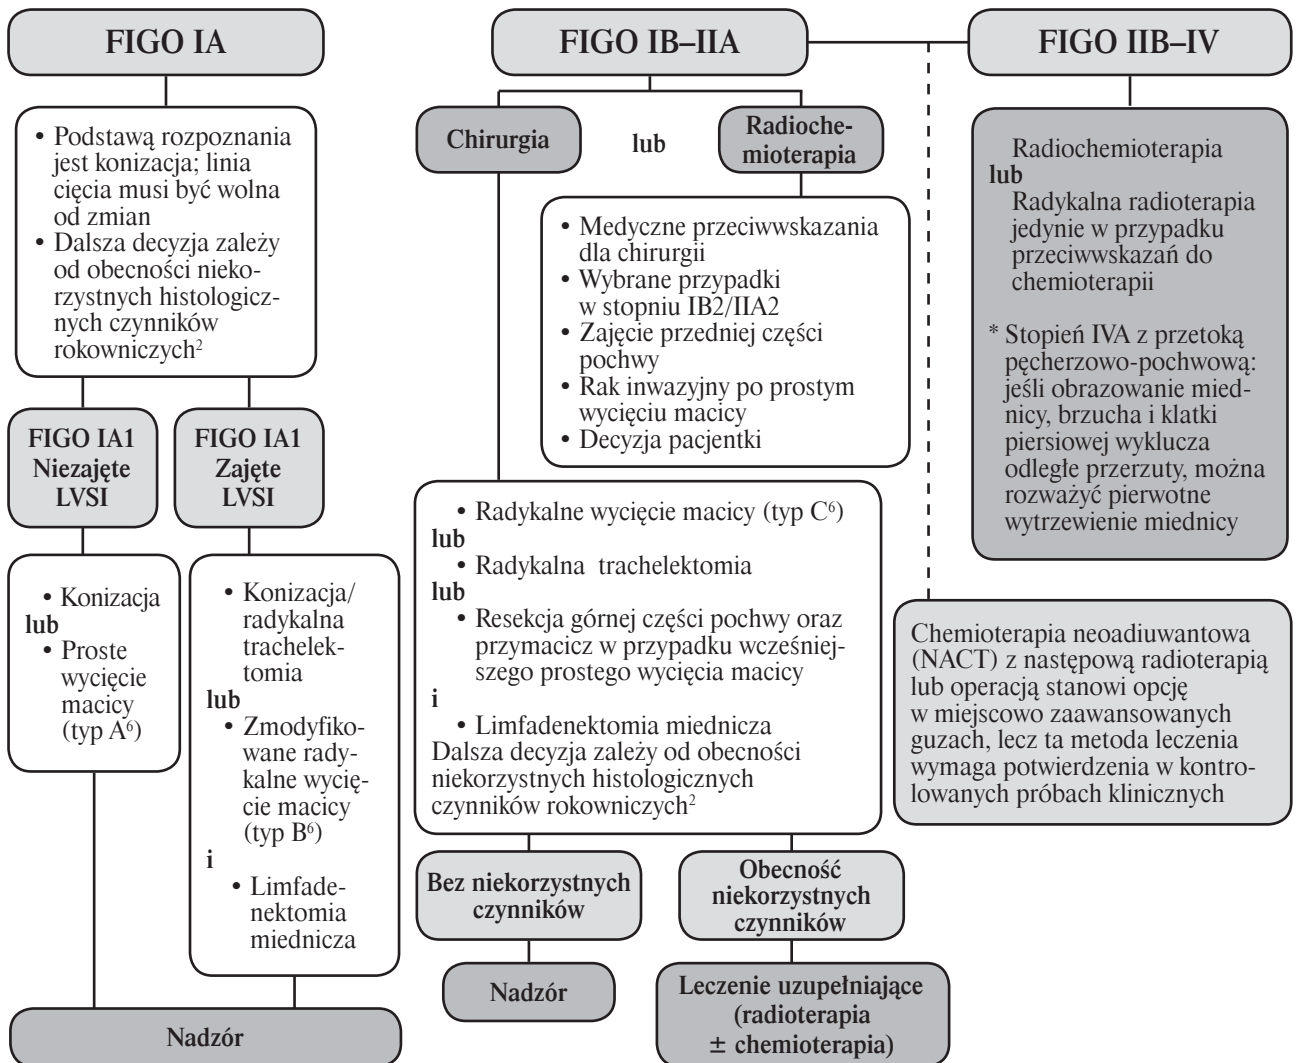 FIGO IA
• Podstawą rozpoznania
jest konizacja; linia
cięcia musi być wolna
od zmian
• Dalsza decyzja zależy
od obecności nieko-
rzystnych histologicz-
nych czynników
rokowniczych²
FIGO IA1
Niezajęte
LVSI
FIGO IA1
Zajęte
LVSI
• Konizacja
lub
• Proste
wycięcie
macicy
(typ A⁶)
• Konizacja/
radykalna
trachelek-
tomia
lub
• Zmodyfiko-
wane rady-
kalne wycię-
cie macicy
(typ B⁶)
i
• Limfade-
nektomia
miednicza
Nadzór
FIGO IB–IIA
Chirurgia
lub
Radioche-
mioterapia
• Medyczne przeciwwskazania
dla chirurgii
• Wybrane przypadki
w stopniu IB2/IIA2
• Zajęcie przedniej części
pochwy
• Rak inwazyjny po prostym
wycięciu macicy
• Decyzja pacjentki
• Radykalne wycięcie macicy (typ C⁶)
lub
• Radykalna trachelektomia
lub
• Resekcja górnej części pochwy oraz
przymacicz w przypadku wcześniej-
szego prostego wycięcia macicy
i
• Limfadenektomia miednicza
Dalsza decyzja zależy od obecności
niekorzystnych histologicznych
czynników rokowniczych²
Bez niekorzystnych
czynników
Obecność
niekorzystnych
czynników
Nadzór
Leczenie uzupełniające
(radioterapia
± chemioterapia)
FIGO IIB–IV
Radiochemioterapia
lub
Radykalna radioterapia
jedynie w przypadku
przeciwwskazań do
chemioterapii
* Stopień IVA z przetoką
pęcherzowo-pochwową:
jeśli obrazowanie mied-
nicy, brzucha i klatki
piersiowej wyklucza
odległe przerzuty, można
rozważyć pierwotne
wytrzewienie miednicy
Chemioterapia neoadiuwantowa
(NACT) z następową radioterapią
lub operacją stanowi opcję
w miejscowo zaawansowanych
guzach, lecz ta metoda leczenia
wymaga potwierdzenia w kontro-
lowanych próbach klinicznych